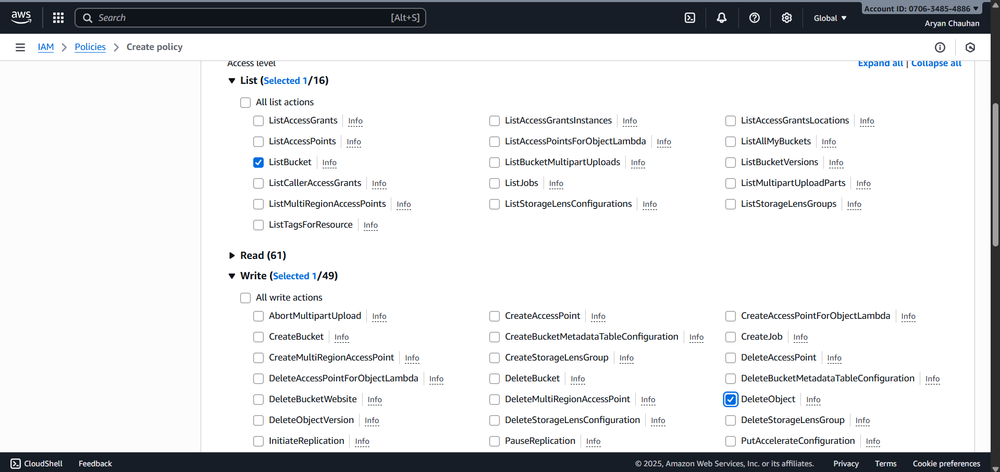 aws Search [Alt+S] Global Account ID: 0706-3485-4886
Aryan Chauhan
IAM Policies Create policy
Access level Expand all | Collapse all
List (Selected 1/16)
All list actions
ListAccessGrants Info ListAccessGrantsInstances Info ListAccessGrantsLocations Info
ListAccessPoints Info ListAccessPointsForObjectLambda Info ListAllMyBuckets Info
ListBucket Info ListBucketMultipartUploads Info ListBucketVersions Info
ListCallerAccessGrants Info ListJobs Info ListMultipartUploadParts Info
ListMultiRegionAccessPoints Info ListStorageLensConfigurations Info ListStorageLensGroups Info
ListTagsForResource Info
Read (61)
Write (Selected 1/49)
All write actions
AbortMultipartUpload Info CreateAccessPoint Info CreateAccessPointForObjectLambda Info
CreateBucket Info CreateBucketMetadataTableConfiguration Info CreateJob Info
CreateMultiRegionAccessPoint Info CreateStorageLensGroup Info DeleteAccessPoint Info
DeleteAccessPointForObjectLambda Info DeleteBucket Info DeleteBucketMetadataTableConfiguration Info
DeleteBucketWebsite Info DeleteMultiRegionAccessPoint Info DeleteObject Info
DeleteObjectVersion Info DeleteStorageLensConfiguration Info DeleteStorageLensGroup Info
InitiateReplication Info PauseReplication Info PutAccelerateConfiguration Info
CloudShell Feedback © 2025, Amazon Web Services, Inc. or its affiliates. Privacy Terms Cookie preferences